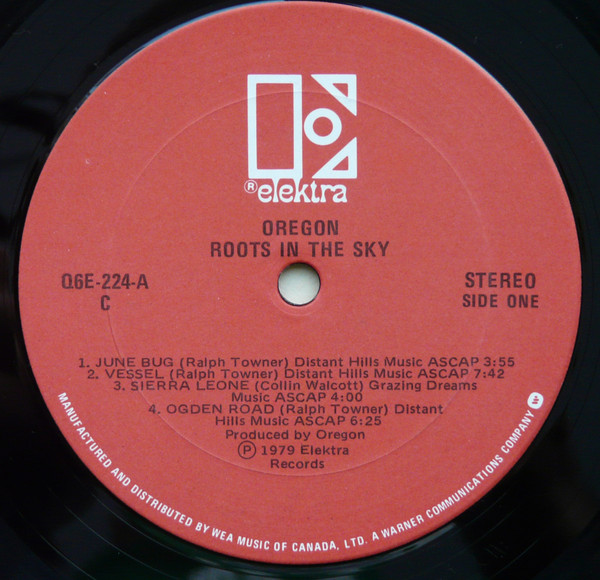 ® elektra
OREGON
ROOTS IN THE SKY
Q6E-224-A
C
STEREO
SIDE ONE
1. JUNE BUG (Ralph Towner) Distant Hills Music ASCAP 3:55
2. VESSEL (Ralph Towner) Distant Hills Music ASCAP 7:42
3. SIERRA LEONE (Collin Walcott) Grazing Dreams
Music ASCAP 4:00
4. OGDEN ROAD (Ralph Towner) Distant
Hills Music ASCAP 6:25
Produced by Oregon
Ⓟ 1979 Elektra
Records
MANUFACTURED AND DISTRIBUTED BY WEA MUSIC OF CANADA, LTD. A WARNER COMMUNICATIONS COMPANY